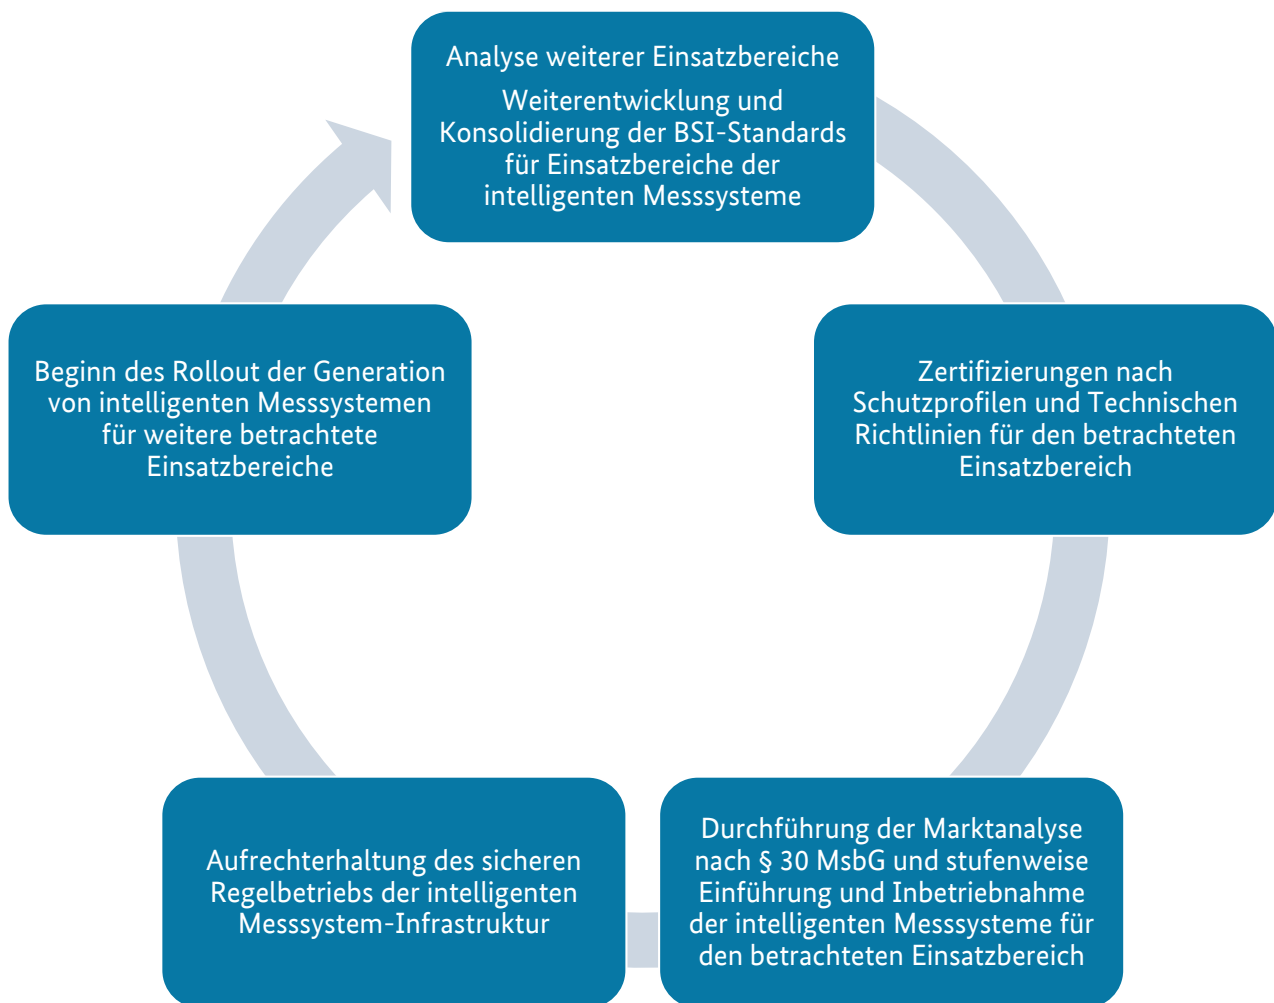 Analyse weiterer Einsatzbereiche
Weiterentwicklung und
Konsolidierung der BSI-Standards
für Einsatzbereiche der
intelligenten Messsysteme
Zertifizierungen nach
Schutzprofilen und Technischen
Richtlinien für den betrachteten
Einsatzbereich
Durchführung der Marktanalyse
nach § 30 MsbG und stufenweise
Einführung und Inbetriebnahme
der intelligenten Messsysteme für
den betrachteten Einsatzbereich
Aufrechterhaltung des sicheren
Regelbetriebs der intelligenten
Messsystem-Infrastruktur
Beginn des Rollout der Generation
von intelligenten Messsystemen
für weitere betrachtete
Einsatzbereiche